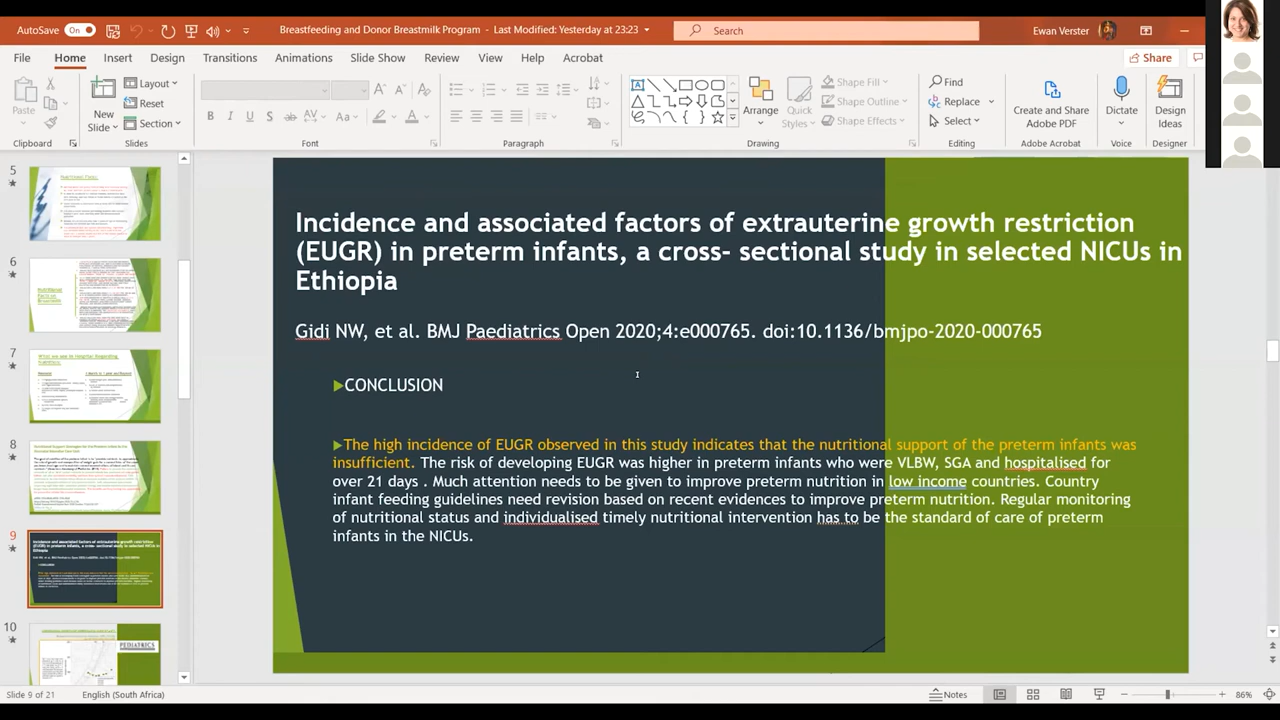 AutoSave On
Breastfeeding and Donor Breastmilk Program - Last Modified: Yesterday at 23:23
Search
Ewan Verster
File Home Insert Design Transitions Animations Slide Show Review View Help Acrobat
Share
Paste
New
Slide
Layout
Reset
Section
Arrange
Quick
Styles
Shape Fill
Shape Outline
Shape Effects
Find
Replace
Select
Create and Share
Adobe PDF
Dictate
Design
Ideas
Clipboard Slides Font Paragraph Drawing Editing Adobe Acrobat Voice Designer
5
6
7
8
9
10
PEDIATRICS
Incidence and associated factors of extrauterine growth restriction
(EUGR) in preterm infants, a cross- sectional study in selected NICUs in
Ethiopia
Gidi NW, et al. BMJ Paediatrics Open 2020;4:e000765. doi:10.1136/bmjpo-2020-000765
CONCLUSION
The high incidence of EUGR observed in this study indicates that the nutritional support of the preterm infants was
insufficient. The risk of developing EUGR was higher in preterm infants who were VLBW, SGA and hospitalised for
over 21 days . Much attention needs to be given to improve preterm nutrition in low income countries. Country
infant feeding guidelines need revision based on recent evidences to improve preterm nutrition. Regular monitoring
of nutritional status and individualised timely nutritional intervention has to be the standard of care of preterm
infants in the NICUs.
Slide 9 of 21
English (South Africa)
Notes
86%